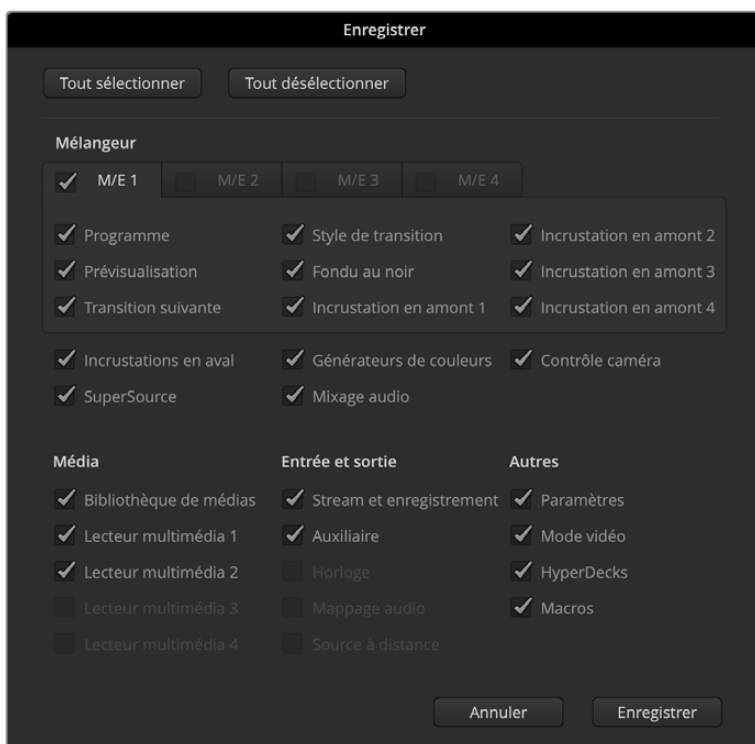 Enregistrer
Tout sélectionner Tout désélectionner
Mélangeur
M/E 1 M/E 2 M/E 3 M/E 4
Programme Style de transition Incrustation en amont 2
Prévisualisation Fondu au noir Incrustation en amont 3
Transition suivante Incrustation en amont 1 Incrustation en amont 4
Incrustations en aval Générateurs de couleurs Contrôle caméra
SuperSource Mixage audio
Média Entrée et sortie Autres
Bibliothèque de médias Stream et enregistrement Paramètres
Lecteur multimédia 1 Auxiliaire Mode vidéo
Lecteur multimédia 2 Horloge HyperDecks
Lecteur multimédia 3 Mappage audio Macros
Lecteur multimédia 4 Source à distance
Annuler Enregistrer